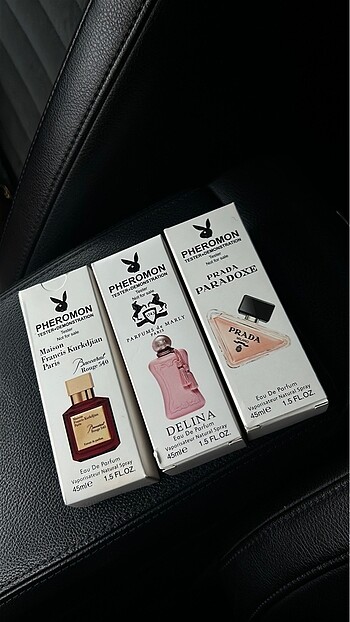 PHEROMON
TESTER•DEMONSTRATION
Tester
Not for sale
Maison
Francis Kurkdjian
Paris
Baccarat
Rouge 540
Eau De Parfum
Vaporisateur Natural Spray
45ml℮ 1.5 FL.OZ.
PHEROMON
TESTER•DEMONSTRATION
Tester
Not for sale
PARFUMS de MARLY
PARIS
DELINA
Eau De Parfum
Vaporisateur Natural Spray
45ml℮ 1.5 FL.OZ.
PHEROMON
TESTER•DEMONSTRATION
Tester
Not for sale
PRADA
PARADOXE
PRADA
Eau De Parfum
Vaporisateur Natural Spray
45ml℮ 1.5 FL.OZ.